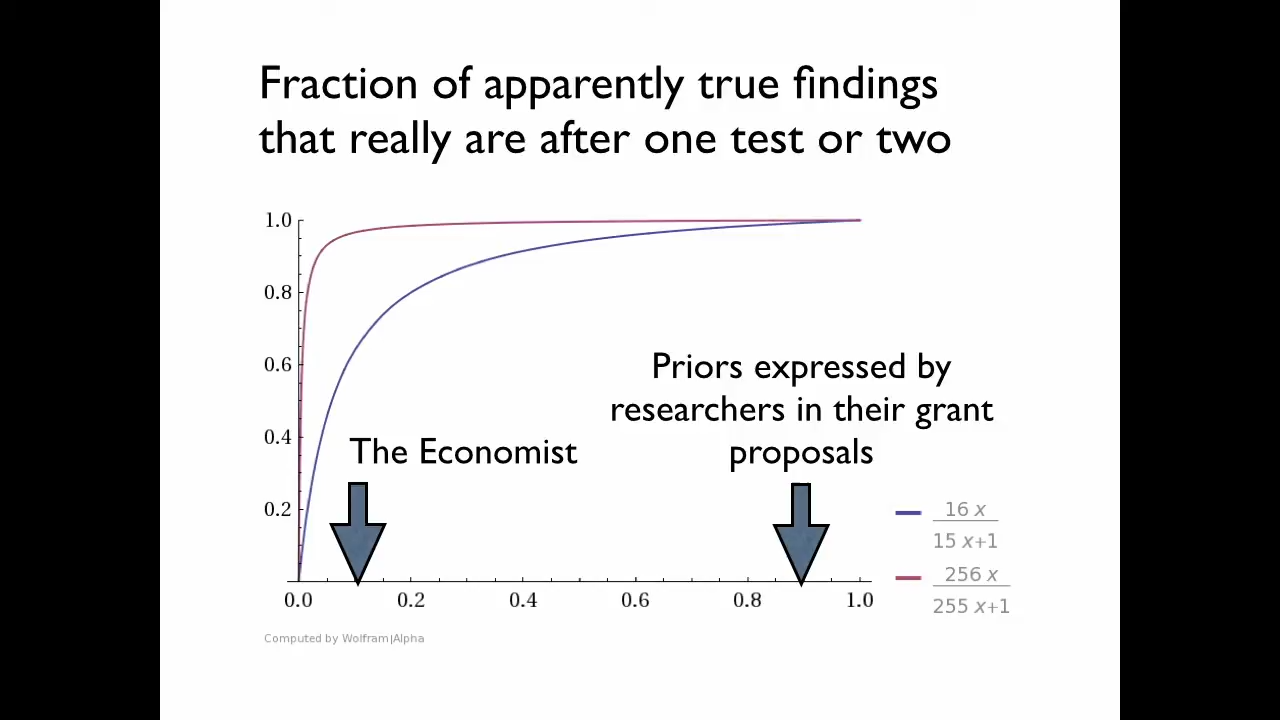 Fraction of apparently true findings
that really are after one test or two
1.0
0.8
0.6
0.4
0.2
Priors expressed by
researchers in their grant
proposals
The Economist
16 x
15 x+1
256 x
255 x+1
0.0 0.2 0.4 0.6 0.8 1.0
Computed by Wolfram|Alpha